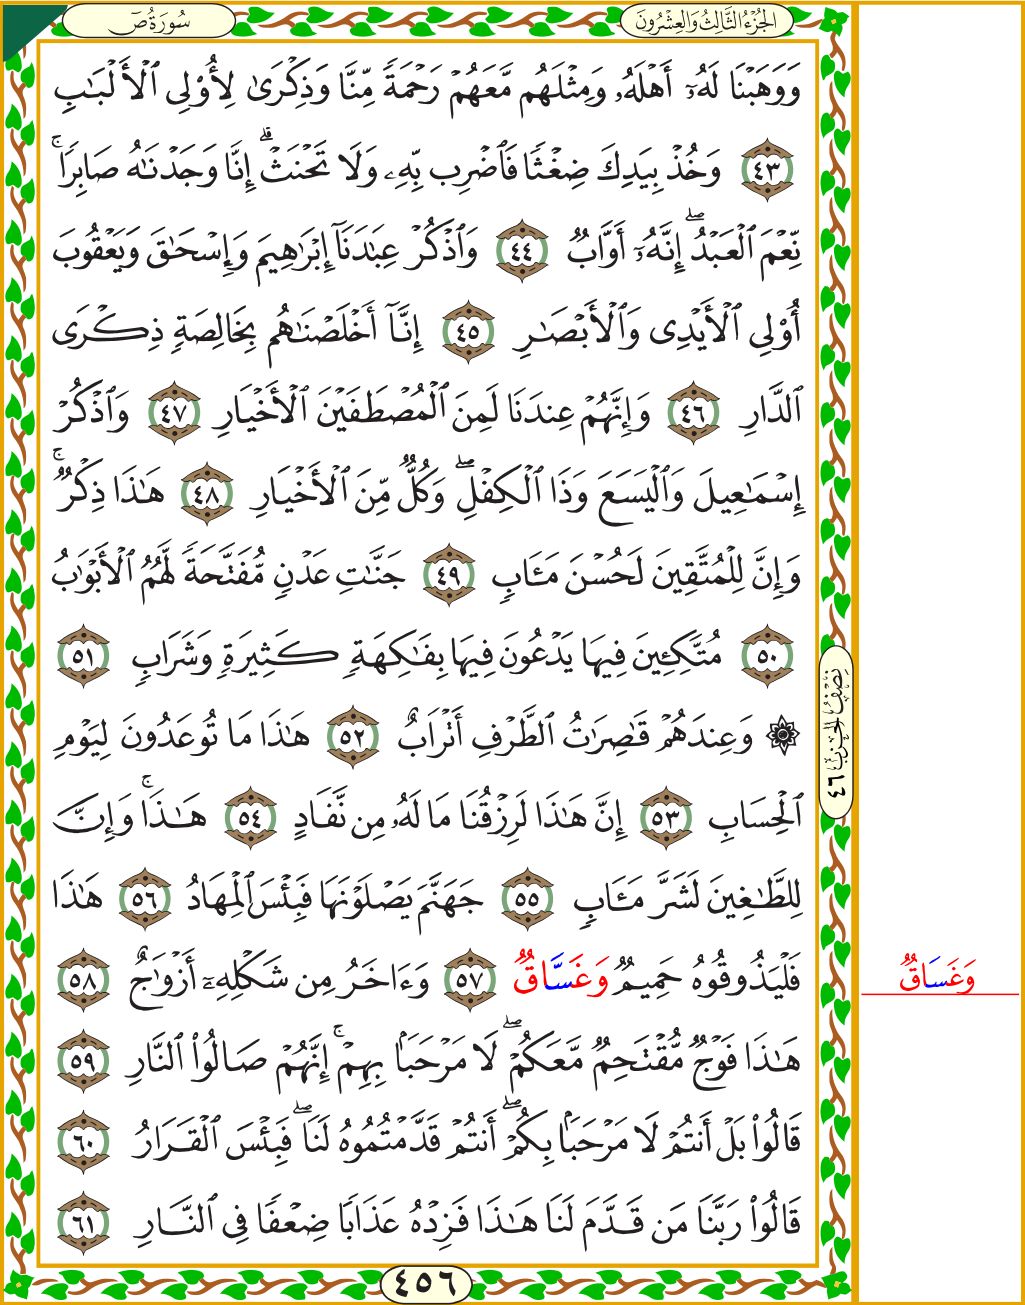 الجُزْءُ الثَّالِثُ وَالعِشْرُونَ
سُورَةُ صٓ
وَوَهَبْنَا لَهُۥٓ أَهْلَهُۥ وَمِثْلَهُم مَّعَهُمْ رَحْمَةً مِّنَّا وَذِكْرَىٰ لِأُو۟لِى ٱلْأَلْبَٰبِ
٤٣ وَخُذْ بِيَدِكَ ضِغْثًا فَٱضْرِب بِّهِۦ وَلَا تَحْنَثْ ۗ إِنَّا وَجَدْنَٰهُ صَابِرًا ۚ
نِّعْمَ ٱلْعَبْدُ ۖ إِنَّهُۥٓ أَوَّابٌ ٤٤ وَٱذْكُرْ عِبَٰدَنَآ إِبْرَٰهِيمَ وَإِسْحَٰقَ وَيَعْقُوبَ
أُو۟لِى ٱلْأَيْدِى وَٱلْأَبْصَٰرِ ٤٥ إِنَّآ أَخْلَصْنَٰهُم بِخَالِصَةٍ ذِكْرَى
ٱلدَّارِ ٤٦ وَإِنَّهُمْ عِندَنَا لَمِنَ ٱلْمُصْطَفَيْنَ ٱلْأَخْيَارِ ٤٧ وَٱذْكُرْ
إِسْمَٰعِيلَ وَٱلْيَسَعَ وَذَا ٱلْكِفْلِ ۖ وَكُلٌّ مِّنَ ٱلْأَخْيَارِ ٤٨ هَٰذَا ذِكْرٌ ۚ
وَإِنَّ لِلْمُتَّقِينَ لَحُسْنَ مَـَٔابٍ ٤٩ جَنَّٰتِ عَدْنٍ مُّفَتَّحَةً لَّهُمُ ٱلْأَبْوَٰبُ
٥٠ مُتَّكِـِٔينَ فِيهَا يَدْعُونَ فِيهَا بِفَٰكِهَةٍ كَثِيرَةٍ وَشَرَابٍ ٥١
۞ وَعِندَهُمْ قَٰصِرَٰتُ ٱلطَّرْفِ أَتْرَابٌ ٥٢ هَٰذَا مَا تُوعَدُونَ لِيَوْمِ
ٱلْحِسَابِ ٥٣ إِنَّ هَٰذَا لَرِزْقُنَا مَا لَهُۥ مِن نَّفَادٍ ٥٤ هَٰذَا ۚ وَإِنَّ
لِلطَّٰغِينَ لَشَرَّ مَـَٔابٍ ٥٥ جَهَنَّمَ يَصْلَوْنَهَا فَبِئْسَ ٱلْمِهَادُ ٥٦ هَٰذَا
فَلْيَذُوقُوهُ حَمِيمٌ وَغَسَّاقٌ ٥٧ وَءَاخَرُ مِن شَكْلِهِۦٓ أَزْوَٰجٌ ٥٨
هَٰذَا فَوْجٌ مُّقْتَحِمٌ مَّعَكُمْ ۖ لَا مَرْحَبًۢا بِهِمْ ۚ إِنَّهُمْ صَالُوا۟ ٱلنَّارِ ٥٩
قَالُوا۟ بَلْ أَنتُمْ لَا مَرْحَبًۢا بِكُمْ ۖ أَنتُمْ قَدَّمْتُمُوهُ لَنَا ۖ فَبِئْسَ ٱلْقَرَارُ ٦٠
قَالُوا۟ رَبَّنَا مَن قَدَّمَ لَنَا هَٰذَا فَزِدْهُ عَذَابًا ضِعْفًا فِى ٱلنَّارِ ٦١
نِصْفُ الحِزْبِ ٤٦
وَغَسَاقٌ
٤٥٦